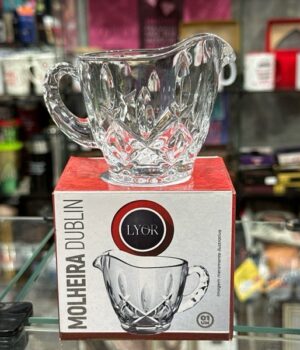 LYOR
MOLHEIRA DUBLIN
Imagem meramente ilustrativa
01